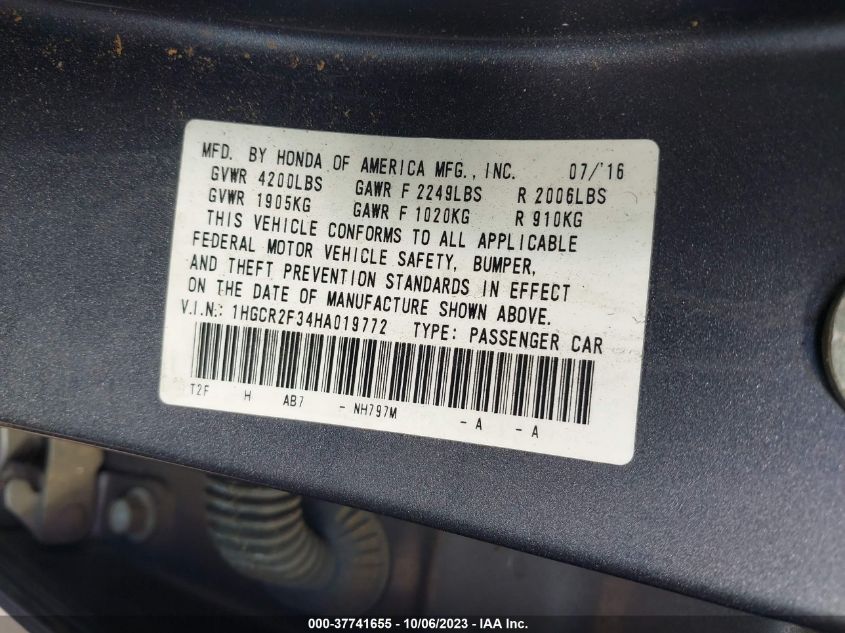 MFD. BY HONDA OF AMERICA MFG., INC. 07/'16
GVWR 4200LBS GAWR F 2249LBS R 2006LBS
GVWR 1905KG GAWR F 1020KG R 910KG
THIS VEHICLE CONFORMS TO ALL APPLICABLE
FEDERAL MOTOR VEHICLE SAFETY, BUMPER,
AND THEFT PREVENTION STANDARDS IN EFFECT
ON THE DATE OF MANUFACTURE SHOWN ABOVE.
V.I.N.: 1HGCR2F34HA019772 TYPE: PASSENGER CAR
T2F H AB7 - NH797M - A - A
000-37741655 - 10/06/2023 - IAA Inc.